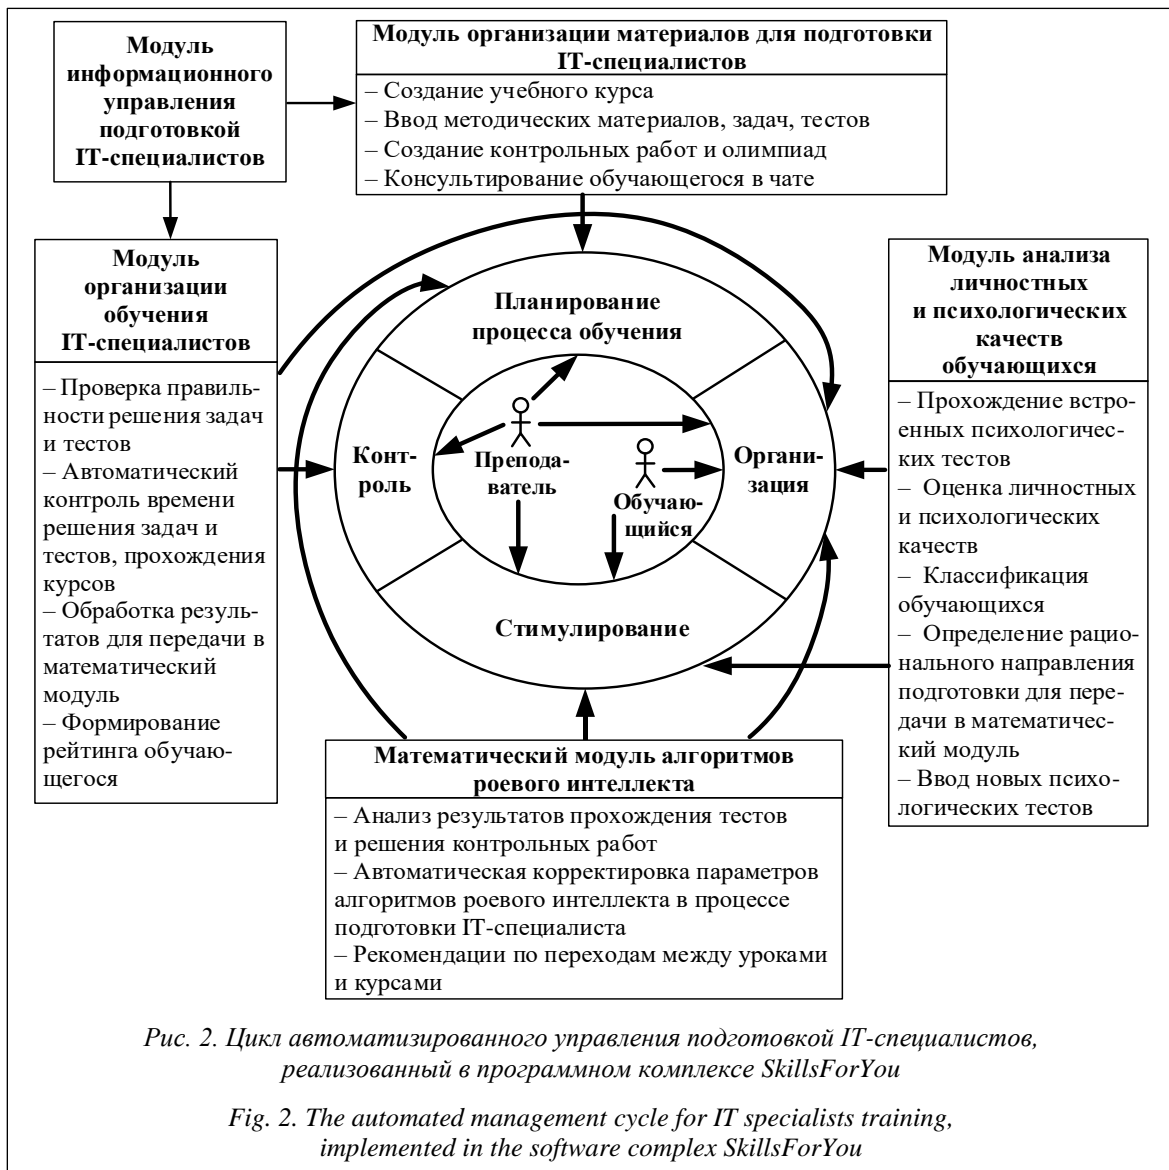 Модуль
информационного
управления
подготовкой
IT-специалистов
Модуль организации материалов для подготовки
IT-специалистов
– Создание учебного курса
– Ввод методических материалов, задач, тестов
– Создание контрольных работ и олимпиад
– Консультирование обучающегося в чате
Модуль
организации
обучения
IT-специалистов
– Проверка правиль-
ности решения задач
и тестов
– Автоматический
контроль времени
решения задач и
тестов, прохождения
курсов
– Обработка резуль-
татов для передачи в
математический
модуль
– Формирование
рейтинга обучаю-
щегося
Планирование
процесса обучения
Конт-
роль
Препода-
ватель
Обучаю-
щийся
Органи-
зация
Стимулирование
Модуль анализа
личностных
и психологических
качеств
обучающихся
– Прохождение встро-
енных психологичес-
ких тестов
– Оценка личностных
и психологических
качеств
– Классификация
обучающихся
– Определение рацио-
нального направления
подготовки для пере-
дачи в математичес-
кий модуль
– Ввод новых психо-
логических тестов
Математический модуль алгоритмов
роевого интеллекта
– Анализ результатов прохождения тестов
и решения контрольных работ
– Автоматическая корректировка параметров
алгоритмов роевого интеллекта в процессе
подготовки IT-специалиста
– Рекомендации по переходам между уроками
и курсами
Рис. 2. Цикл автоматизированного управления подготовкой IT-специалистов,
реализованный в программном комплексе SkillsForYou
Fig. 2. The automated management cycle for IT specialists training,
implemented in the software complex SkillsForYou